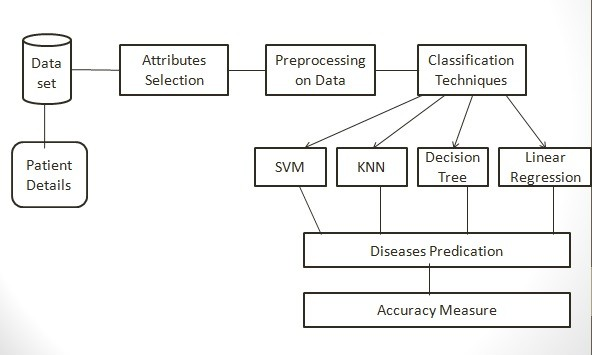 Data
set
Attributes
Selection
Preprocessing
on Data
Classification
Techniques
Patient
Details
SVM
KNN
Decision
Tree
Linear
Regression
Diseases Predication
Accuracy Measure